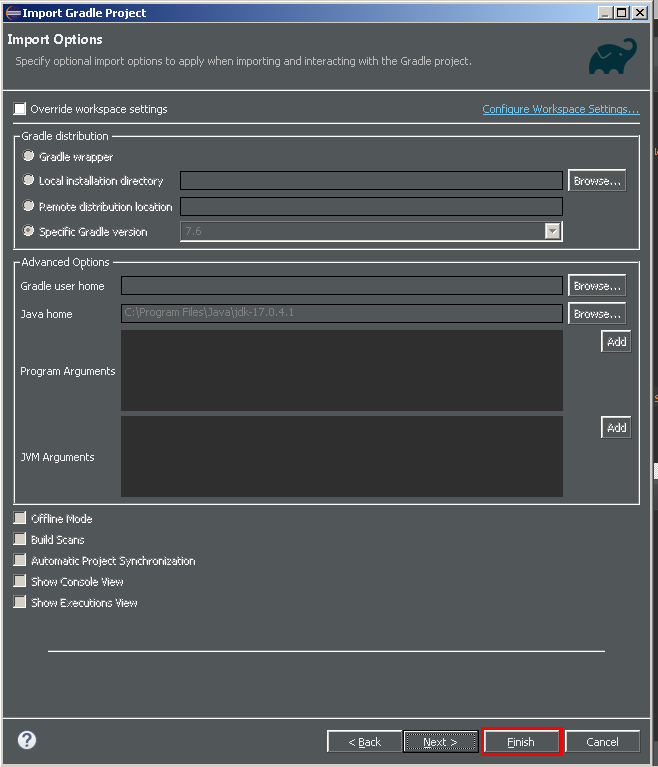 Import Gradle Project
Import Options
Specify optional import options to apply when importing and interacting with the Gradle project.
Override workspace settings
Configure Workspace Settings...
Gradle distribution
Gradle wrapper
Local installation directory
Browse...
Remote distribution location
Specific Gradle version
7.6
Advanced Options
Gradle user home
Browse...
Java home
C:\Program Files\Java\jdk-17.0.4.1
Browse...
Program Arguments
Add
JVM Arguments
Add
Offline Mode
Build Scans
Automatic Project Synchronization
Show Console View
Show Executions View
?
< Back
Next >
Finish
Cancel